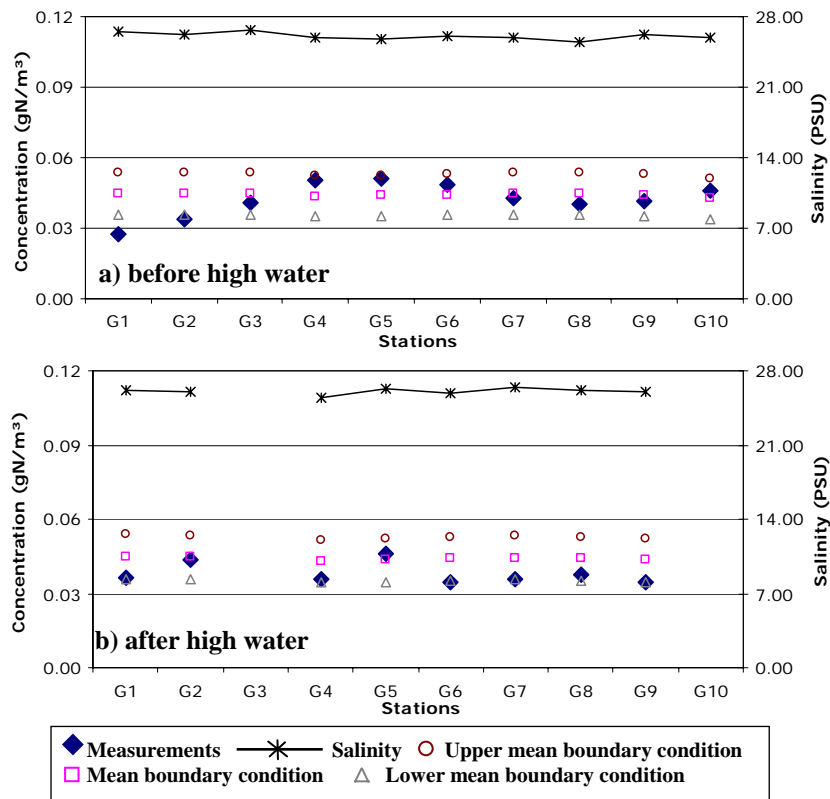 0.12
0.09
0.06
0.03
0.00
Concentration (gN/m³)
28.00
21.00
14.00
7.00
0.00
Salinity (PSU)
a) before high water
G1 G2 G3 G4 G5 G6 G7 G8 G9 G10
Stations
0.12
0.09
0.06
0.03
0.00
Concentration (gN/m³)
28.00
21.00
14.00
7.00
0.00
Salinity (PSU)
b) after high water
G1 G2 G3 G4 G5 G6 G7 G8 G9 G10
Stations
Measurements Salinity Upper mean boundary condition
Mean boundary condition Lower mean boundary condition